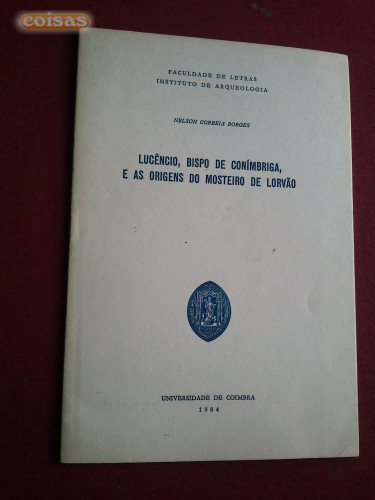 coisas
FACULDADE DE LETRAS
INSTITUTO DE ARQUEOLOGIA
NELSON CORREIA BORGES
LUCÊNCIO, BISPO DE CONÍMBRIGA,
E AS ORIGENS DO MOSTEIRO DE LORVÃO
UNIVERSIDADE DE COIMBRA
1984